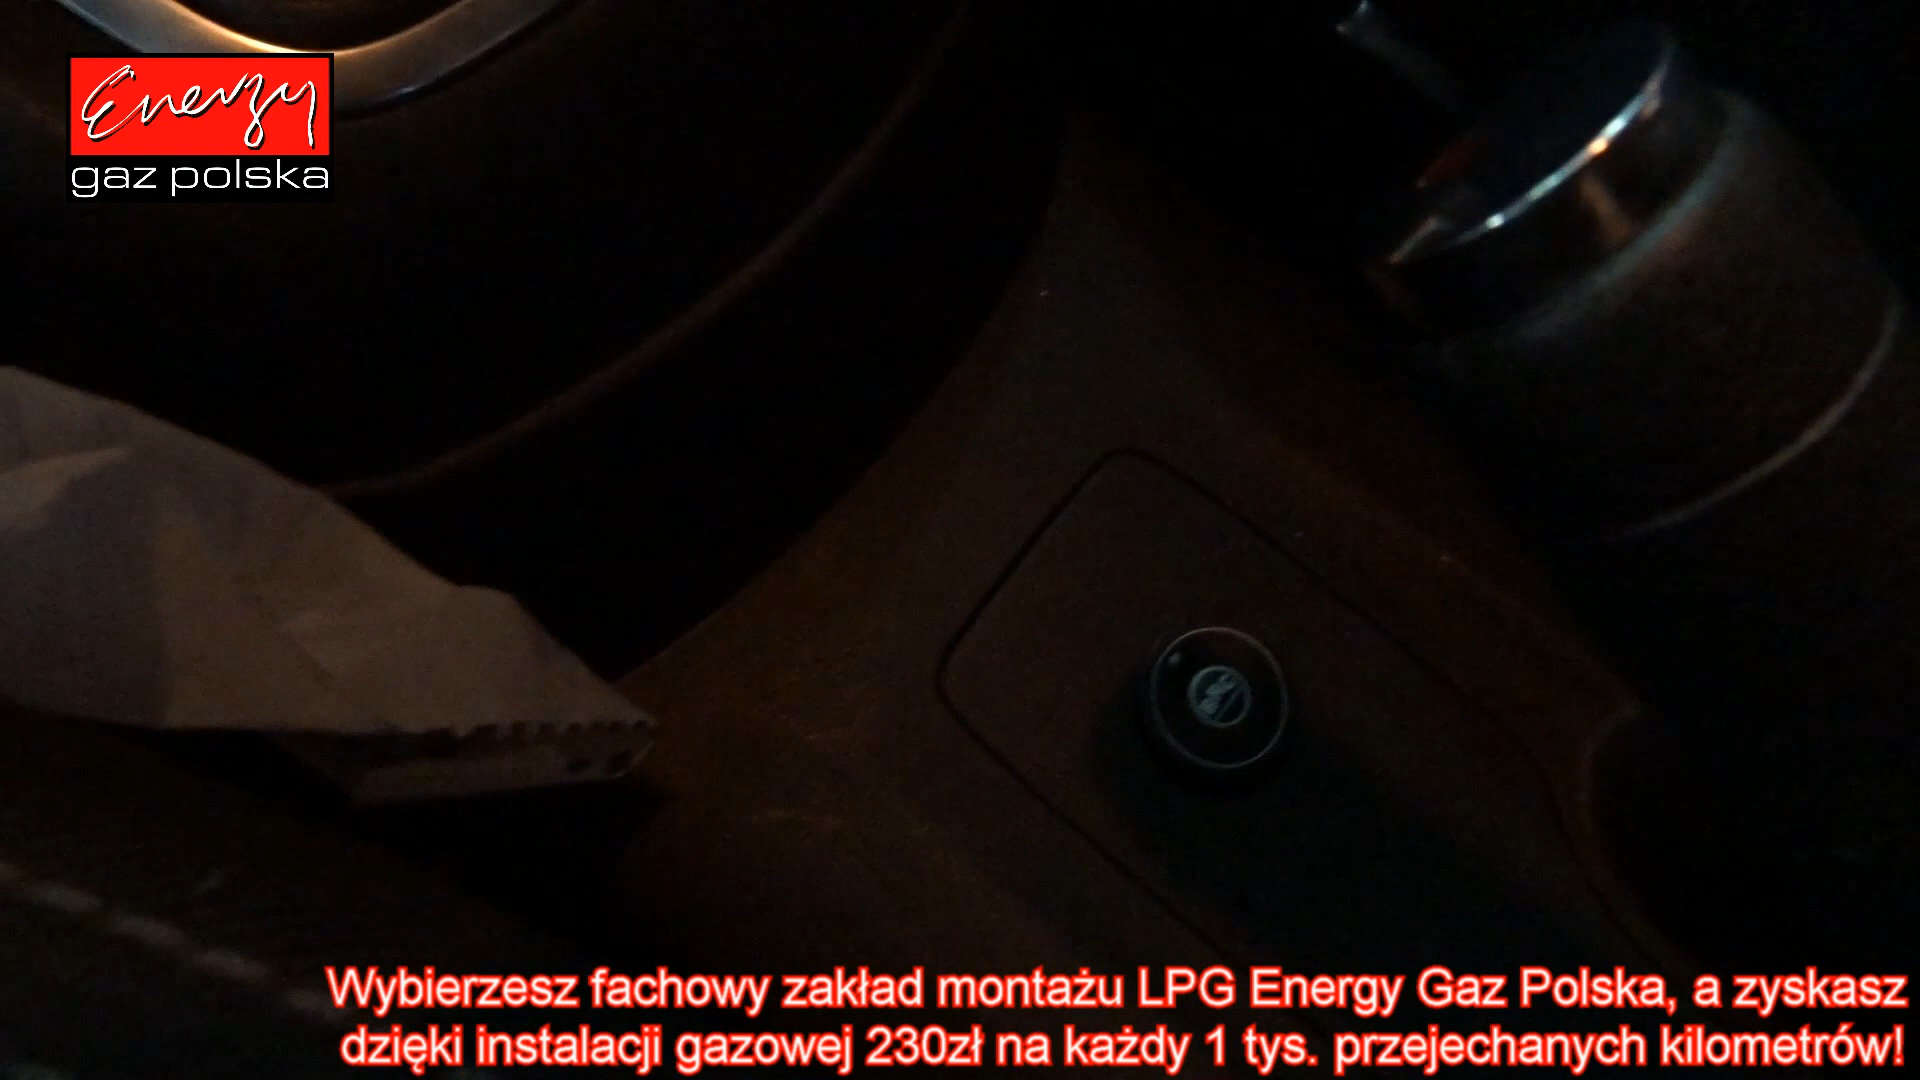 Energy
gaz polska
BRC
Wybierzesz fachowy zakład montażu LPG Energy Gaz Polska, a zyskasz
dzięki instalacji gazowej 230zł na każdy 1 tys. przejechanych kilometrów!